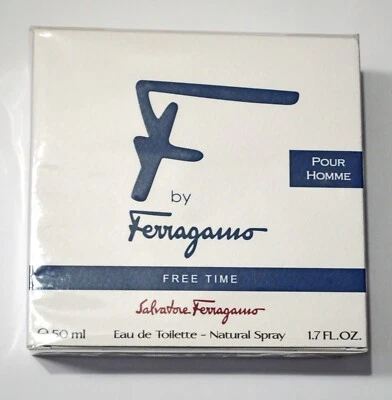 F
POUR
HOMME
by
Ferragamo
FREE TIME
Salvatore Ferragamo
℮50 ml Eau de Toilette - Natural Spray 1.7 FL.OZ.